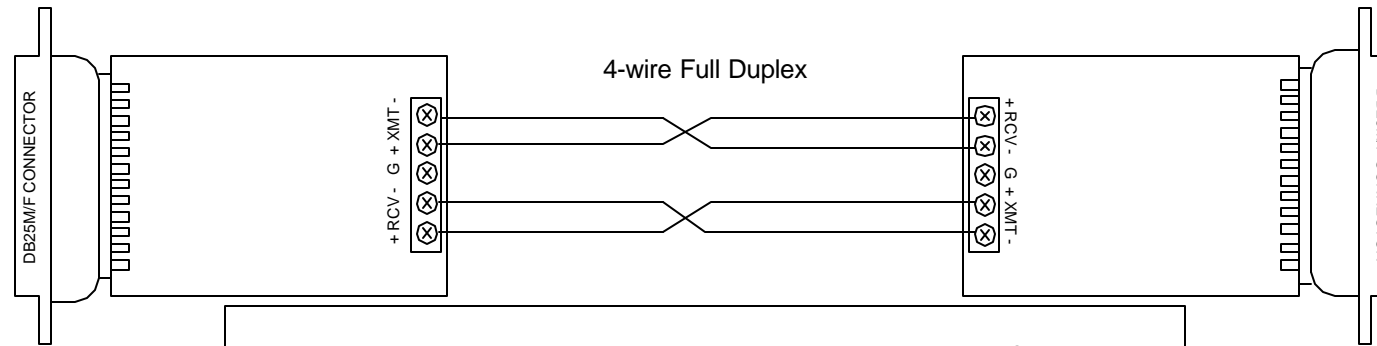 4-wire Full Duplex
DB25M/F CONNECTOR
+ RCV - G + XMT -
+ RCV - G + XMT -